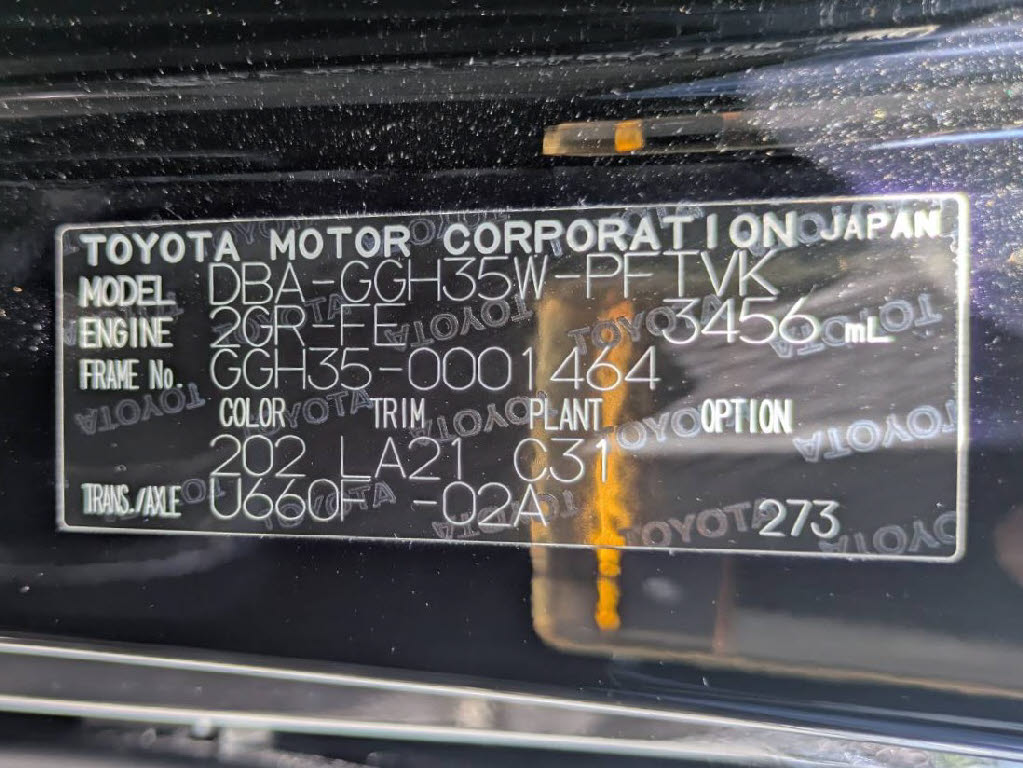 TOYOTA MOTOR CORPORATION JAPAN
MODEL DBA-GGH35W-PFTVK
ENGINE 2GR-FE 3456 mL
FRAME No. GGH35-0001464
COLOR TRIM PLANT OPTION
202 LA21 C31
TRANS./AXLE U660F -02A 273